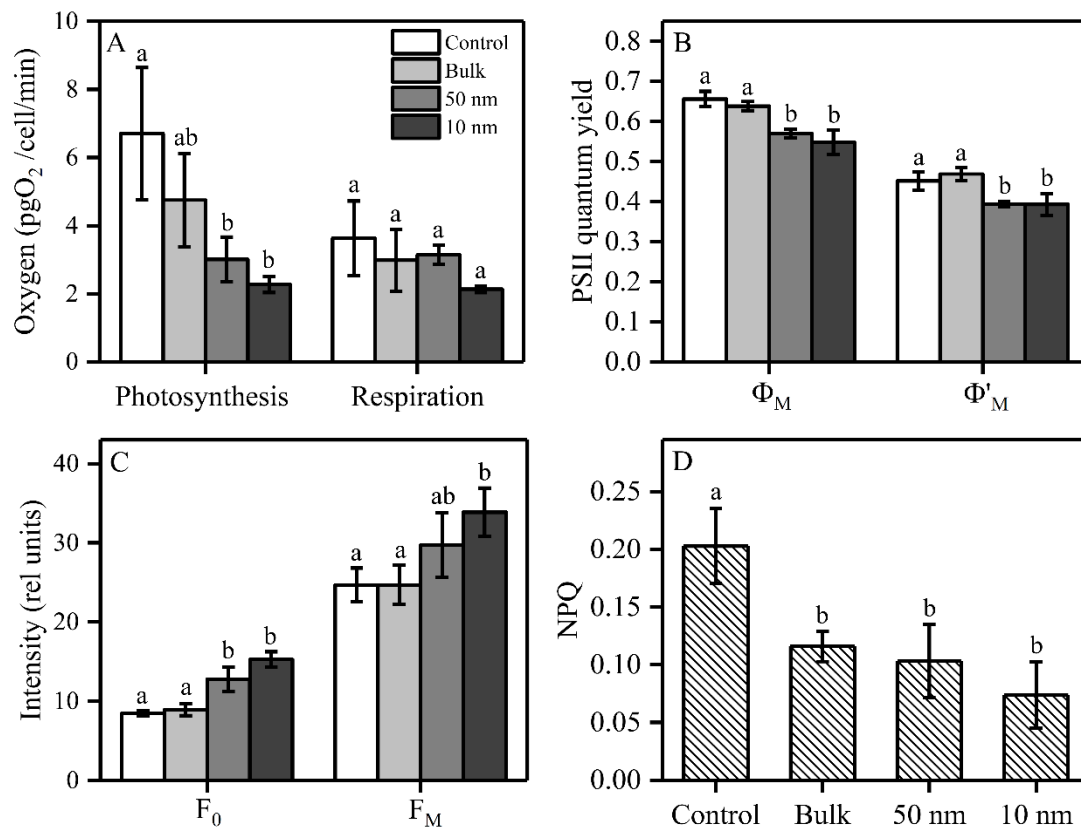 A
Oxygen (pgO₂ /cell/min)
10
8
6
4
2
0
a
ab
b
b
a
a
a
a
Control
Bulk
50 nm
10 nm
Photosynthesis
Respiration
B
PSII quantum yield
0.8
0.7
0.6
0.5
0.4
0.3
0.2
0.1
0.0
a
a
b
b
a
a
b
b
Φ_M
Φ'_M
C
Intensity (rel units)
40
30
20
10
0
a
a
b
b
a
a
ab
b
F₀
F_M
D
NPQ
0.25
0.20
0.15
0.10
0.05
0.00
a
b
b
b
Control
Bulk
50 nm
10 nm